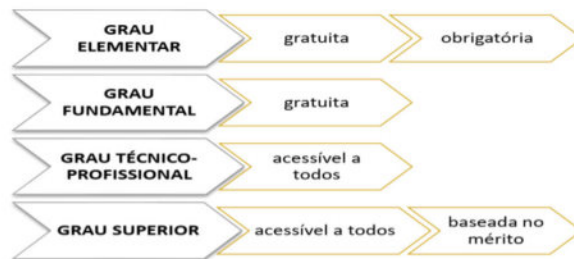 GRAU
ELEMENTAR
gratuita
obrigatória
GRAU
FUNDAMENTAL
gratuita
GRAU TÉCNICO-
PROFISSIONAL
acessível a
todos
GRAU SUPERIOR
acessível a todos
baseada no
mérito